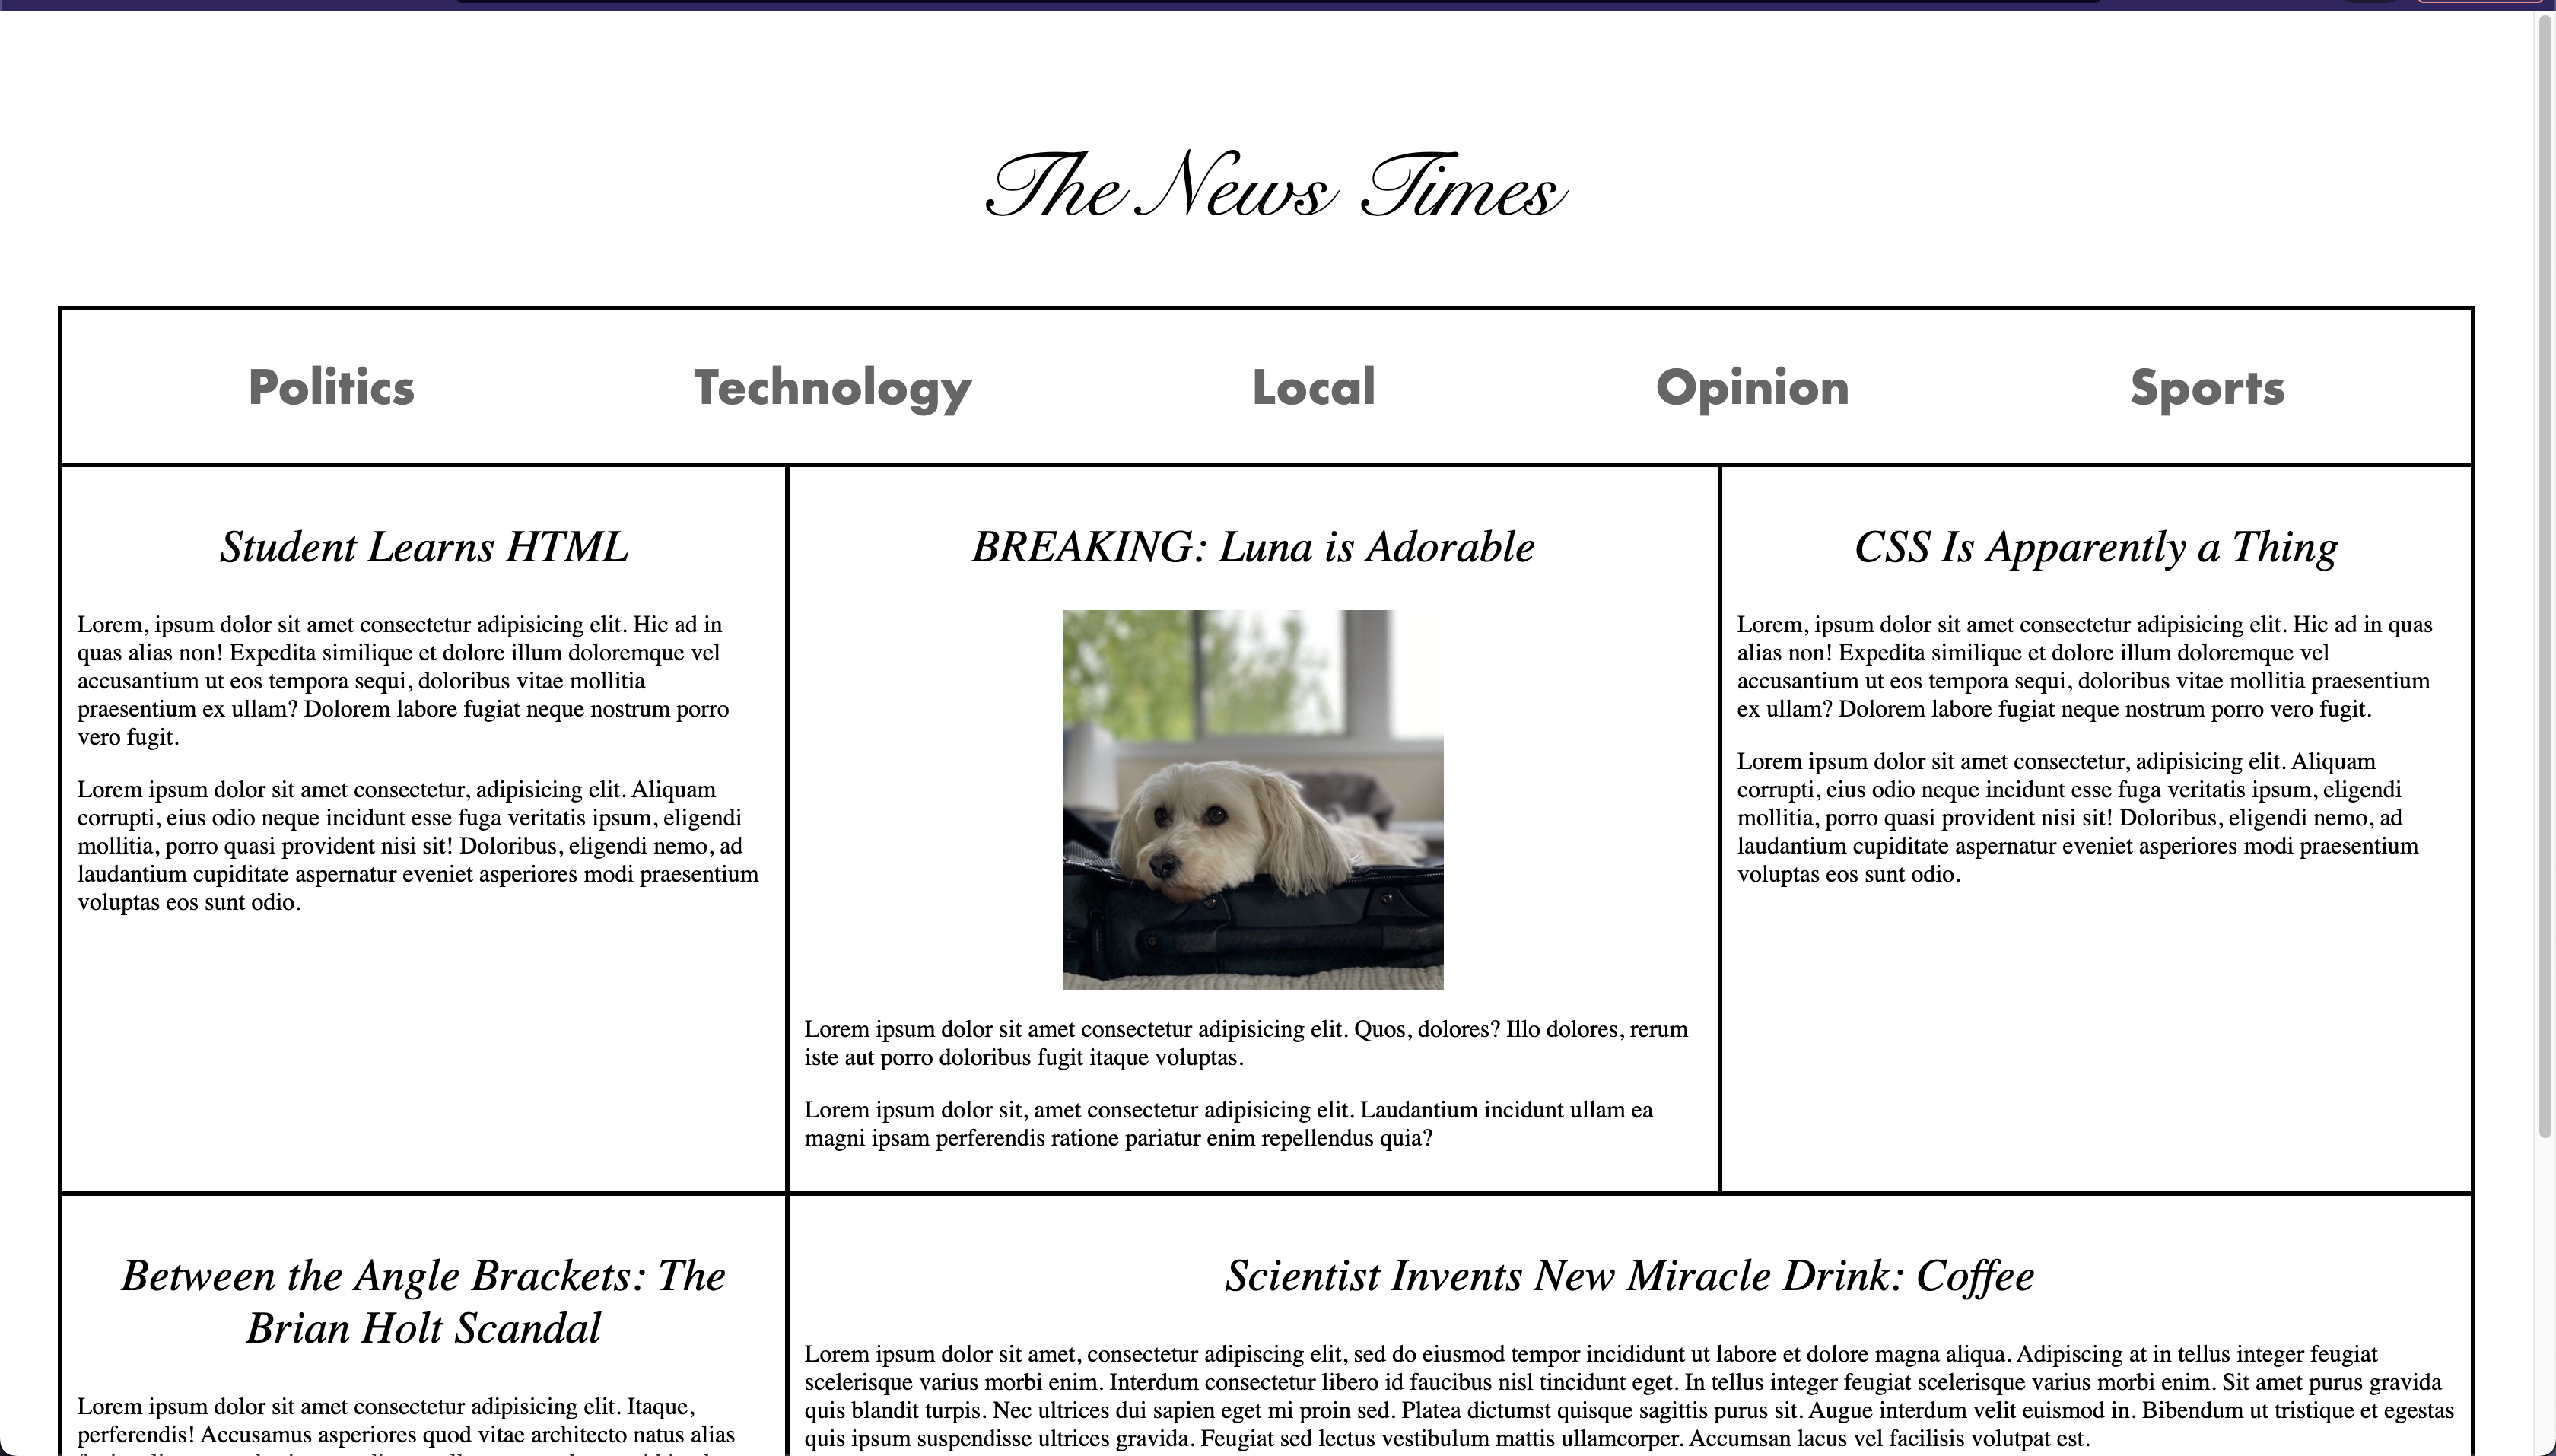 The News Times
Politics Technology Local Opinion Sports
Student Learns HTML
Lorem, ipsum dolor sit amet consectetur adipisicing elit. Hic ad in
quas alias non! Expedita similique et dolore illum doloremque vel
accusantium ut eos tempora sequi, doloribus vitae mollitia
praesentium ex ullam? Dolorem labore fugiat neque nostrum porro
vero fugit.
Lorem ipsum dolor sit amet consectetur, adipisicing elit. Aliquam
corrupti, eius odio neque incidunt esse fuga veritatis ipsum, eligendi
mollitia, porro quasi provident nisi sit! Doloribus, eligendi nemo, ad
laudantium cupiditate aspernatur eveniet asperiores modi praesentium
voluptas eos sunt odio.
BREAKING: Luna is Adorable
Lorem ipsum dolor sit amet consectetur adipisicing elit. Quos, dolores? Illo dolores, rerum
iste aut porro doloribus fugit itaque voluptas.
Lorem ipsum dolor sit, amet consectetur adipisicing elit. Laudantium incidunt ullam ea
magni ipsam perferendis ratione pariatur enim repellendus quia?
CSS Is Apparently a Thing
Lorem, ipsum dolor sit amet consectetur adipisicing elit. Hic ad in quas
alias non! Expedita similique et dolore illum doloremque vel
accusantium ut eos tempora sequi, doloribus vitae mollitia praesentium
ex ullam? Dolorem labore fugiat neque nostrum porro vero fugit.
Lorem ipsum dolor sit amet consectetur, adipisicing elit. Aliquam
corrupti, eius odio neque incidunt esse fuga veritatis ipsum, eligendi
mollitia, porro quasi provident nisi sit! Doloribus, eligendi nemo, ad
laudantium cupiditate aspernatur eveniet asperiores modi praesentium
voluptas eos sunt odio.
Between the Angle Brackets: The
Brian Holt Scandal
Lorem ipsum dolor sit amet consectetur adipisicing elit. Itaque,
perferendis! Accusamus asperiores quod vitae architecto natus alias
Scientist Invents New Miracle Drink: Coffee
Lorem ipsum dolor sit amet, consectetur adipiscing elit, sed do eiusmod tempor incididunt ut labore et dolore magna aliqua. Adipiscing at in tellus integer feugiat
scelerisque varius morbi enim. Interdum consectetur libero id faucibus nisl tincidunt eget. In tellus integer feugiat scelerisque varius morbi enim. Sit amet purus gravida
quis blandit turpis. Nec ultrices dui sapien eget mi proin sed. Platea dictumst quisque sagittis purus sit. Augue interdum velit euismod in. Bibendum ut tristique et egestas
quis ipsum suspendisse ultrices gravida. Feugiat sed lectus vestibulum mattis ullamcorper. Accumsan lacus vel facilisis volutpat est.